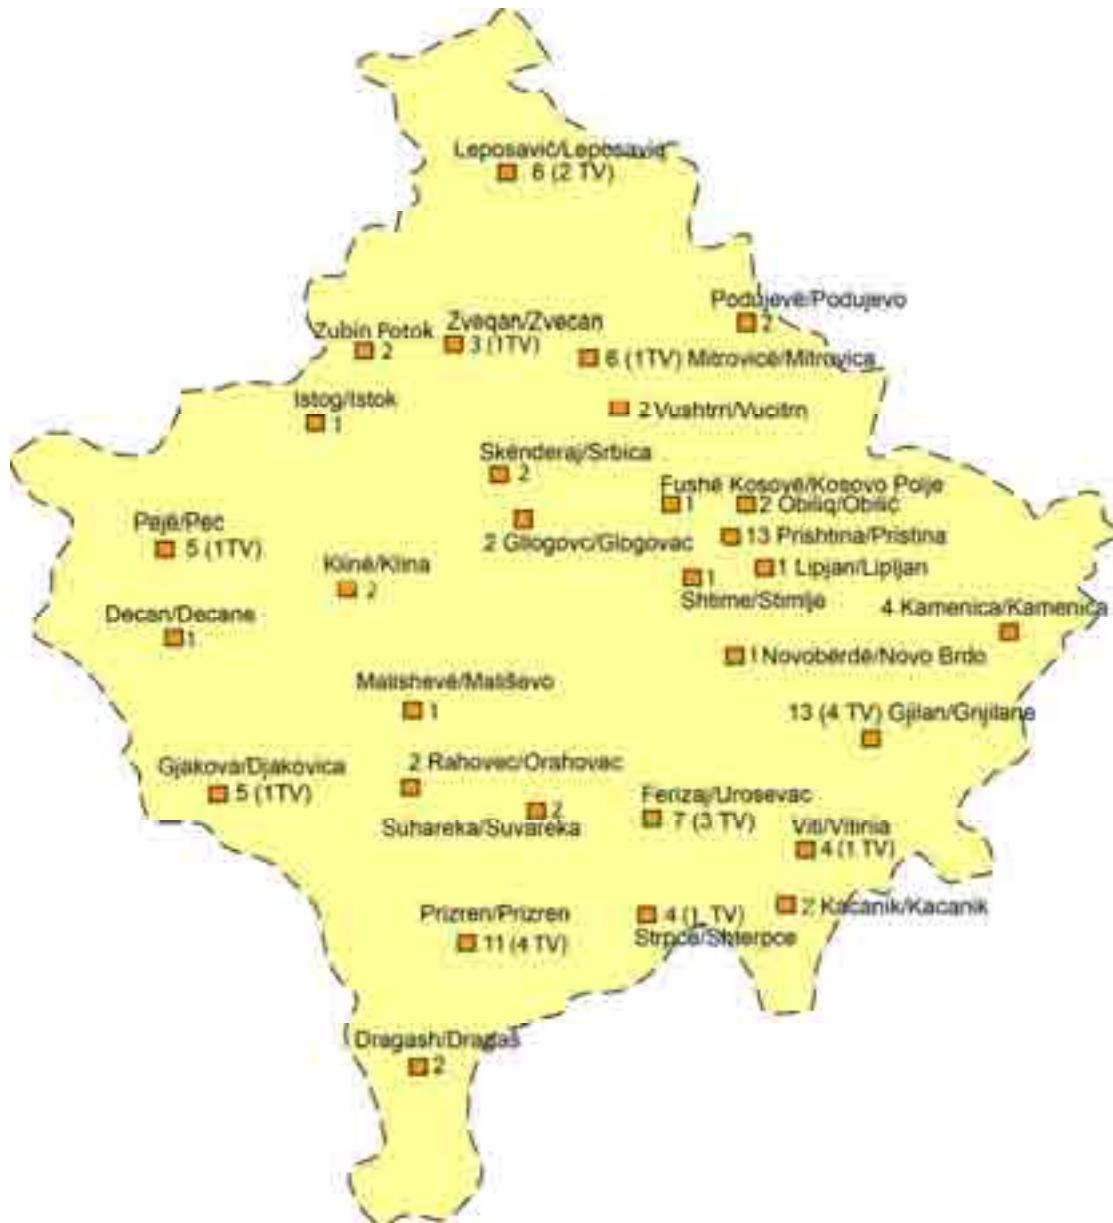 Leposavić/Leposaviq
6 (2 TV)
Podujevë/Podujevo
2
Zveqan/Zvecan
3 (1TV)
Zubin Potok
2
6 (1TV) Mitrovicë/Mitrovica
Istog/Istok
1
2 Vushtrri/Vucitrn
Skënderaj/Srbica
2
Fushë Kosovë/Kosovo Polje
1
2 Obiliq/Obilić
Pejë/Pec
5 (1TV)
2 Gllogovc/Glogovac
13 Prishtina/Pristina
Klinë/Klina
2
1 Lipjan/Lipljan
1
Shtime/Stimlje
4 Kamenica/Kamenica
Decan/Decane
1
1 Novobërdë/Novo Brdo
Malishevë/Mališevo
1
13 (4 TV) Gjilan/Gnjilane
2 Rahovec/Orahovac
Gjakova/Djakovica
5 (1TV)
2
Suhareka/Suvareka
Ferizaj/Urosevac
7 (3 TV)
Viti/Vitinia
4 (1 TV)
2 Kacanik/Kacanik
Prizren/Prizren
11 (4 TV)
4 (1 TV)
Strpce/Shterpce
Dragash/Dragaš
2